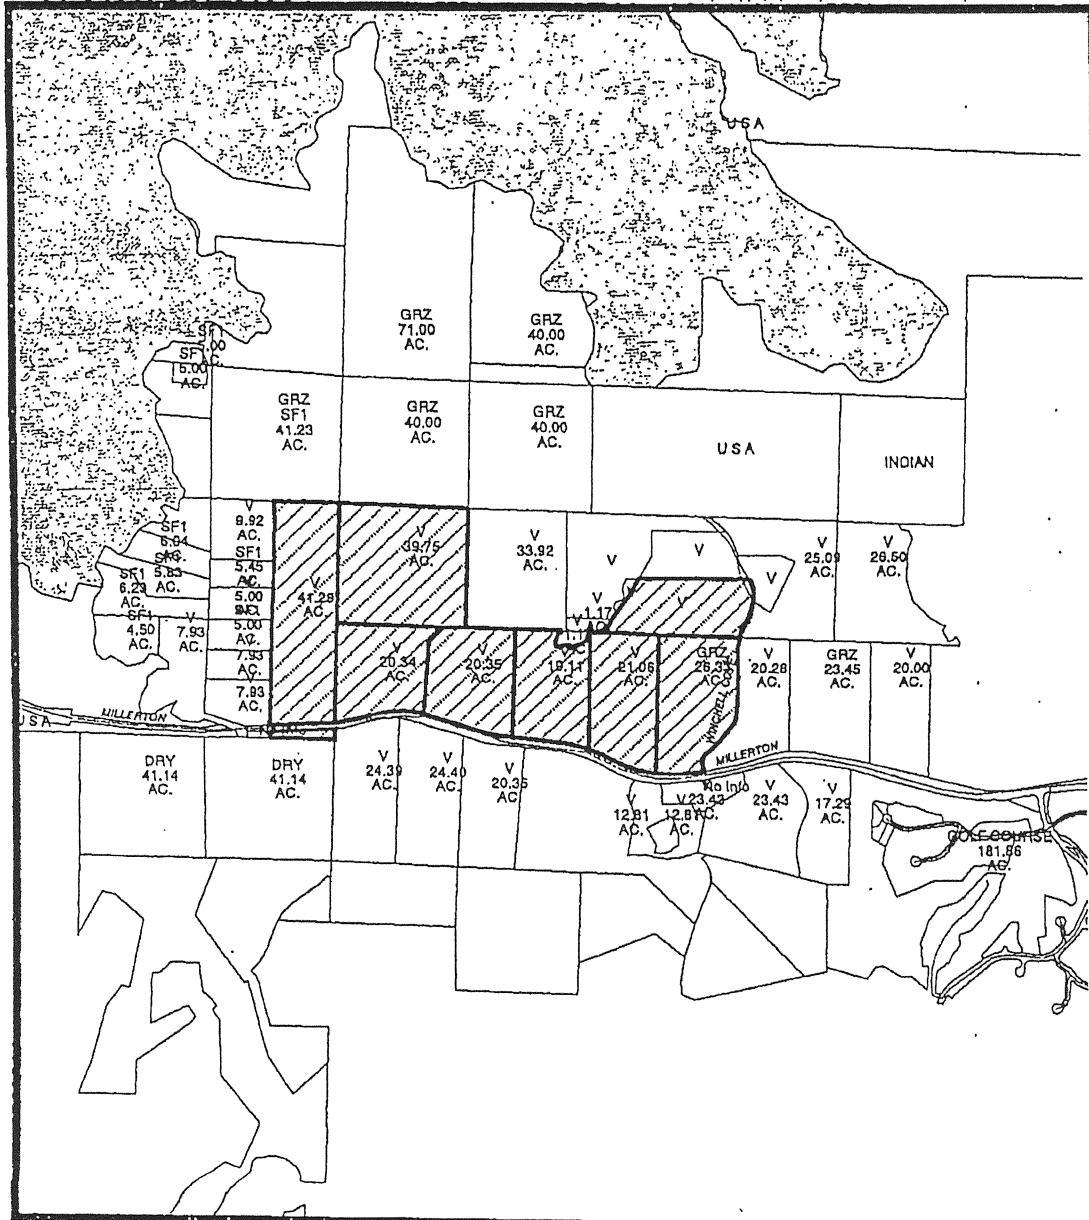 USA
GRZ
71.00
AC.
GRZ
40.00
AC.
SF1
5.00
AC.
GRZ
SF1
41.23
AC.
GRZ
40.00
AC.
GRZ
40.00
AC.
USA
INDIAN
V
9.92
AC.
SF1
6.04
AC.
SF1
5.45
AC.
5.83
AC.
SF1
6.23
AC.
5.00
5.00
AC.
SF1
4.50
AC.
V
7.93
AC.
7.93
AC.
V
7.93
AC.
V
41.28
AC.
V
39.75
AC.
V
33.92
AC.
V
V
V
V
25.09
AC.
V
26.60
AC.
V
1.17
V
V
20.34
AC.
V
20.35
AC.
V
19.11
AC.
V
21.06
AC.
GRZ
26.33
AC.
WINCHELL COVE
V
20.28
AC.
GRZ
23.45
AC.
V
20.00
AC.
USA
MILLERTON
MILLERTON
DRY
41.14
AC.
DRY
41.14
AC.
V
24.39
AC.
V
24.40
AC.
V
20.35
AC.
No Info
V
12.81
AC.
V
12.81
AC.
23.43
AC.
V
23.43
AC.
V
17.29
AC.
GOLF COURSE
181.86
AC.